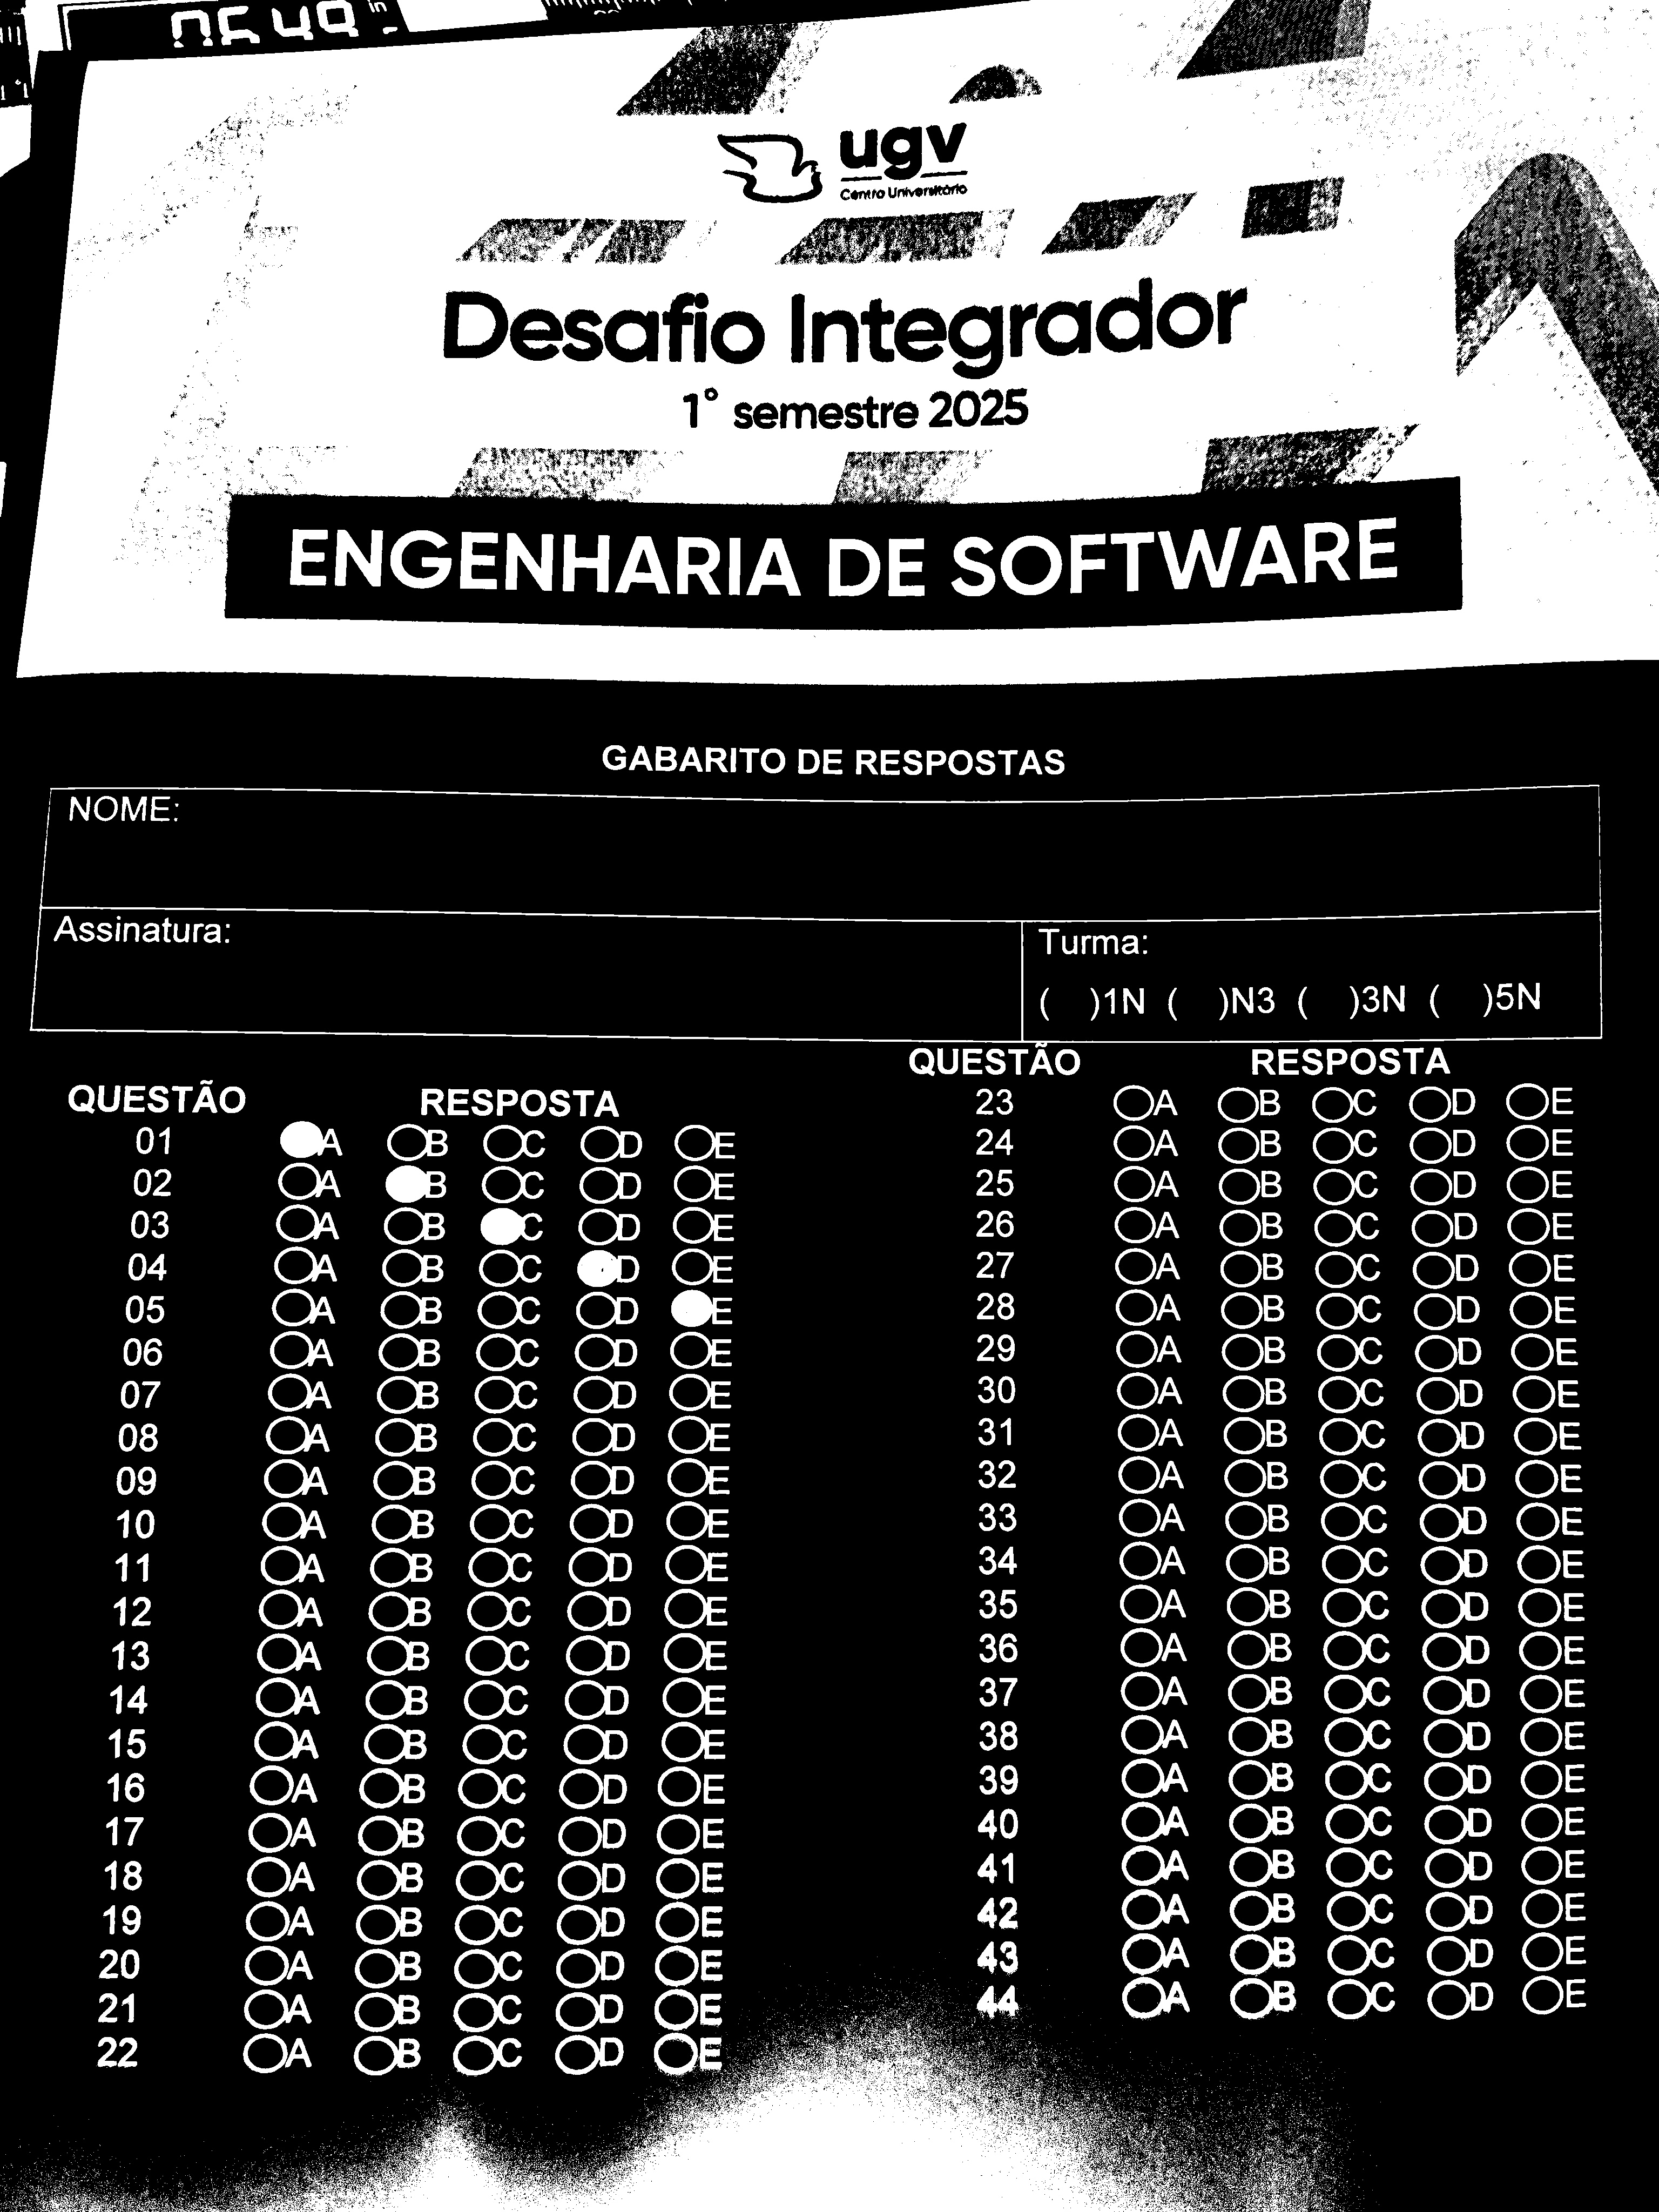 ugv
Centro Universitário
Desafio Integrador
1° semestre 2025
ENGENHARIA DE SOFTWARE
GABARITO DE RESPOSTAS
NOME:
Assinatura:
Turma:
( )1N ( )N3 ( )3N ( )5N
QUESTÃO RESPOSTA
01 A B C D E
02 A B C D E
03 A B C D E
04 A B C D E
05 A B C D E
06 A B C D E
07 A B C D E
08 A B C D E
09 A B C D E
10 A B C D E
11 A B C D E
12 A B C D E
13 A B C D E
14 A B C D E
15 A B C D E
16 A B C D E
17 A B C D E
18 A B C D E
19 A B C D E
20 A B C D E
21 A B C D E
22 A B C D E
QUESTÃO RESPOSTA
23 A B C D E
24 A B C D E
25 A B C D E
26 A B C D E
27 A B C D E
28 A B C D E
29 A B C D E
30 A B C D E
31 A B C D E
32 A B C D E
33 A B C D E
34 A B C D E
35 A B C D E
36 A B C D E
37 A B C D E
38 A B C D E
39 A B C D E
40 A B C D E
41 A B C D E
42 A B C D E
43 A B C D E
44 A B C D E